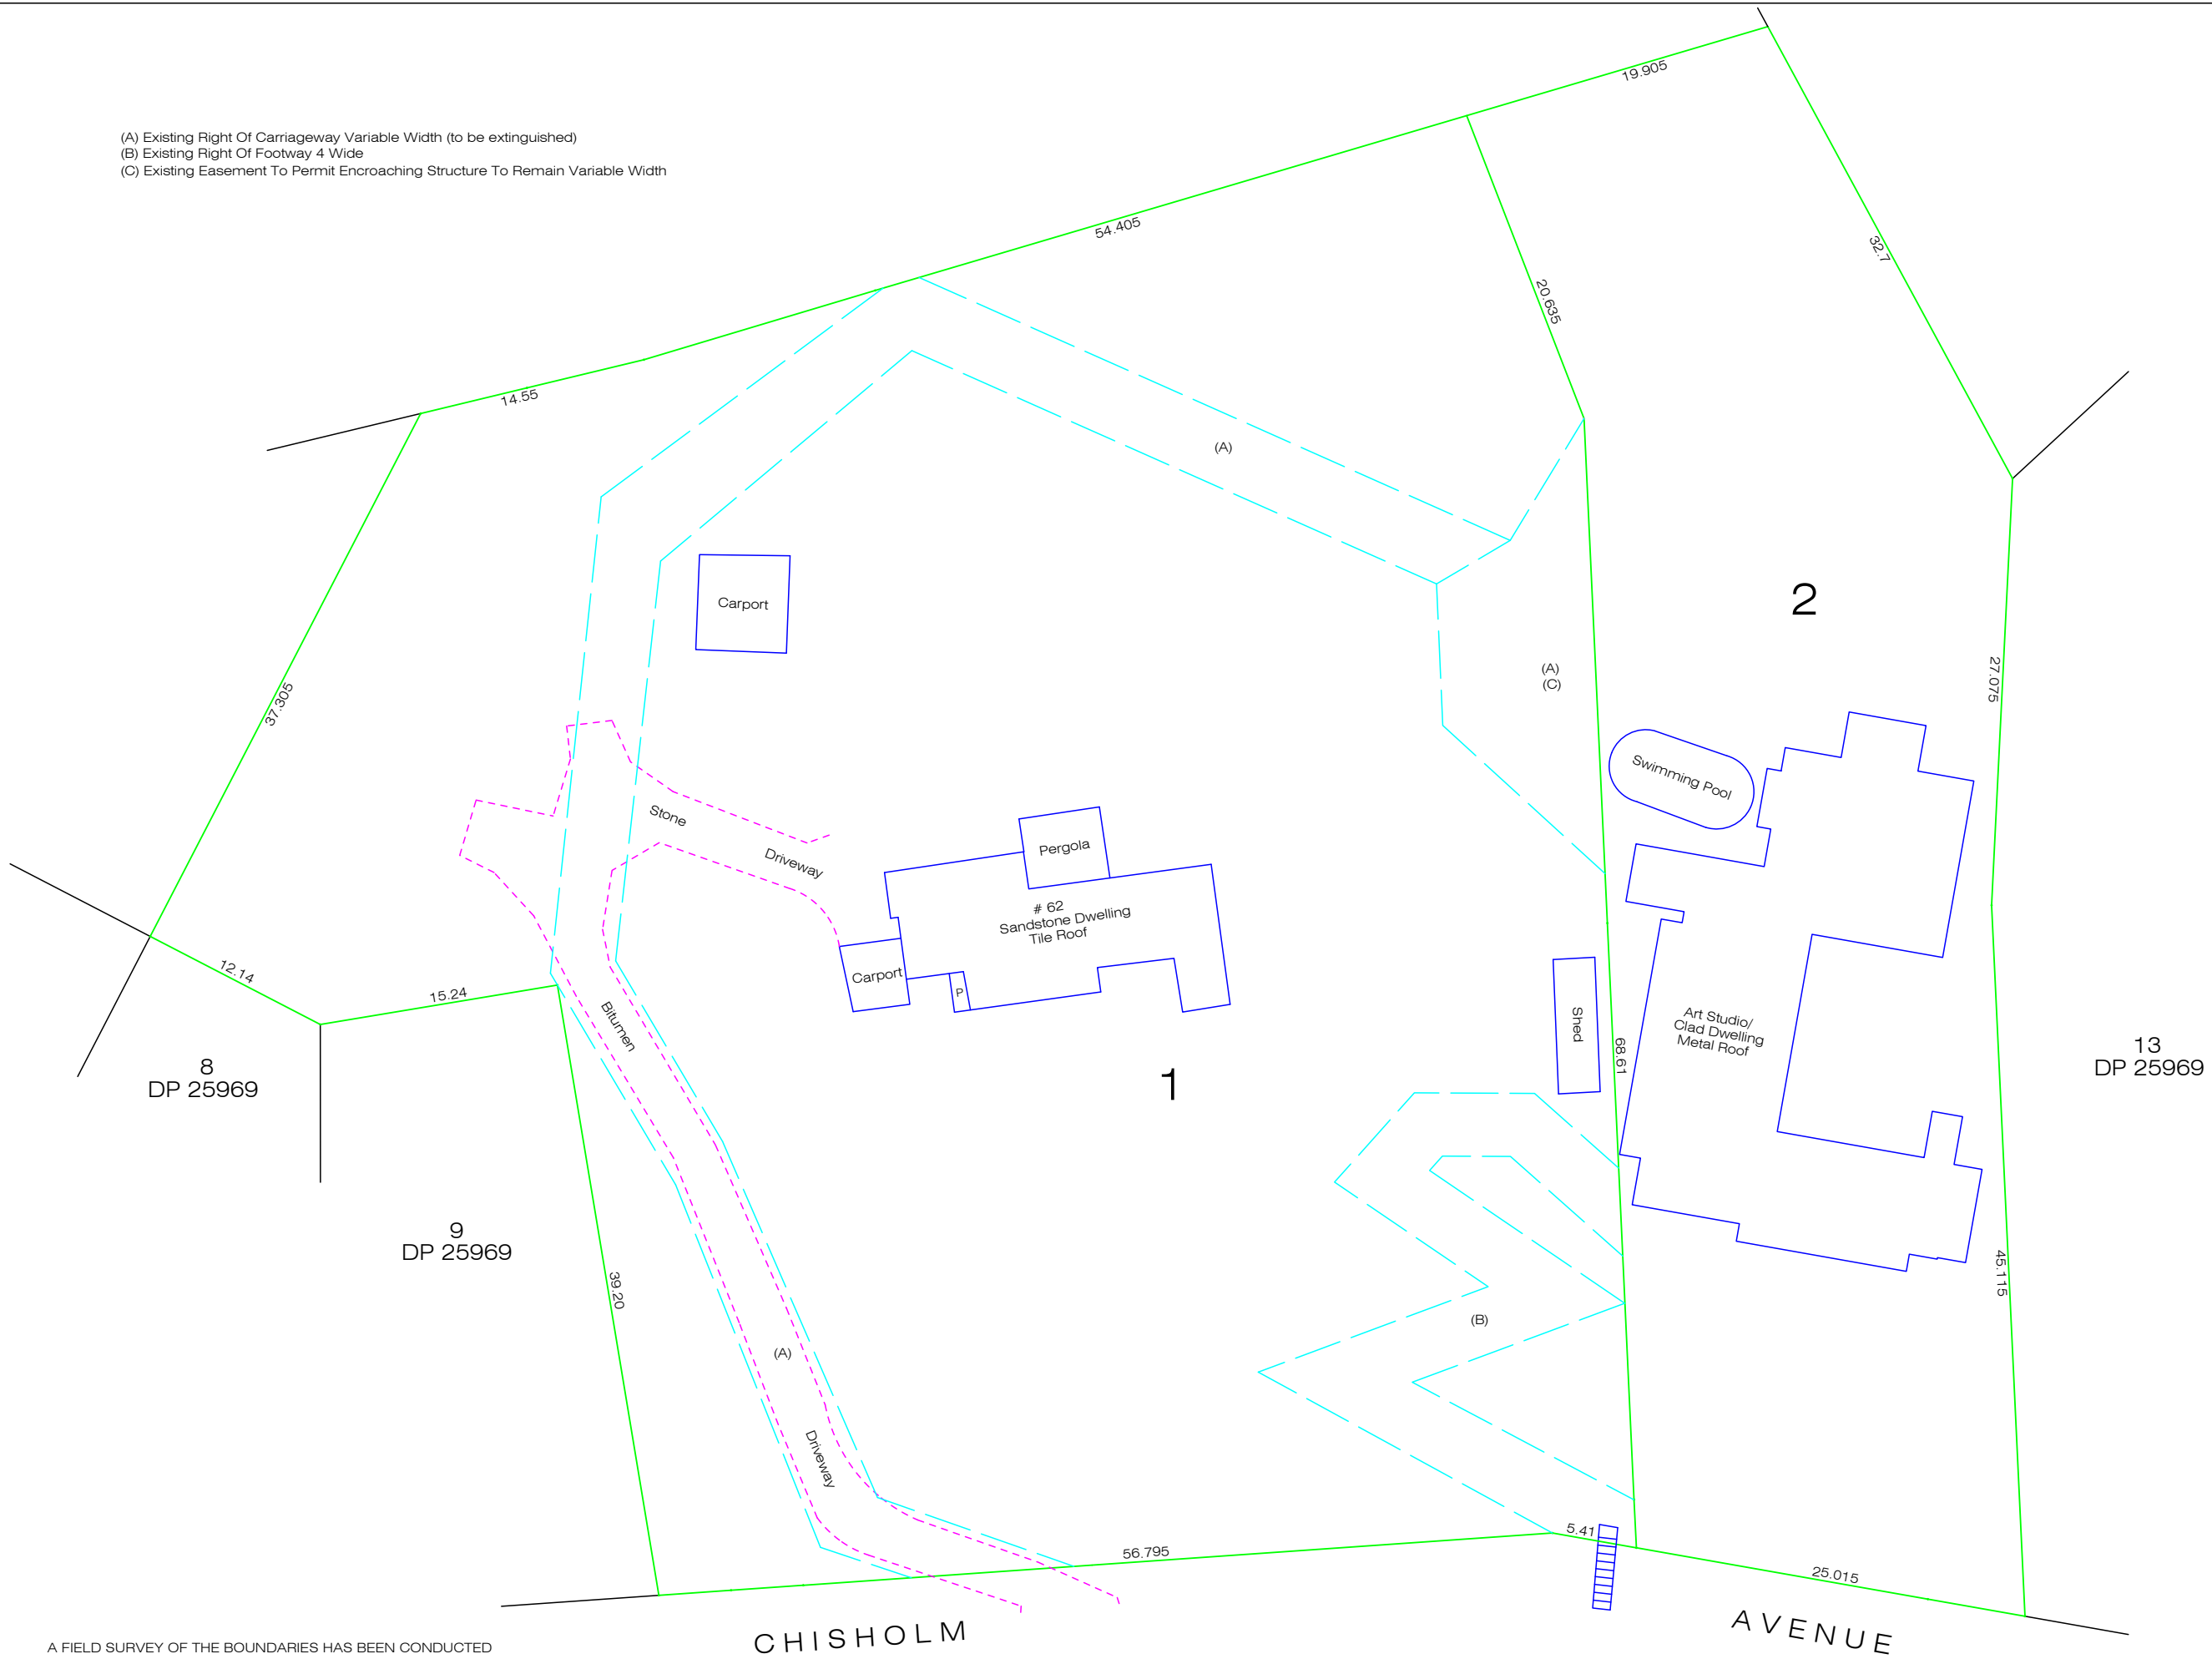 19.905
(A) Existing Right Of Carriageway Variable Width (to be extinguished)
(B) Existing Right Of Footway 4 Wide
(C) Existing Easement To Permit Encroaching Structure To Remain Variable Width
54.405
32.7
20.635
14.55
(A)
2
Carport
(A)
(C)
27.075
37.305
Swimming Pool
Stone
Driveway
Pergola
# 62
Sandstone Dwelling
Tile Roof
12.14
15.24
Carport
P
Bitumen
Shed
68.61
Art Studio/
Clad Dwelling
Metal Roof
8
DP 25969
1
13
DP 25969
9
DP 25969
39.20
45.115
(B)
(A)
Driveway
5.41
56.795
25.015
CHISHOLM
AVENUE
A FIELD SURVEY OF THE BOUNDARIES HAS BEEN CONDUCTED